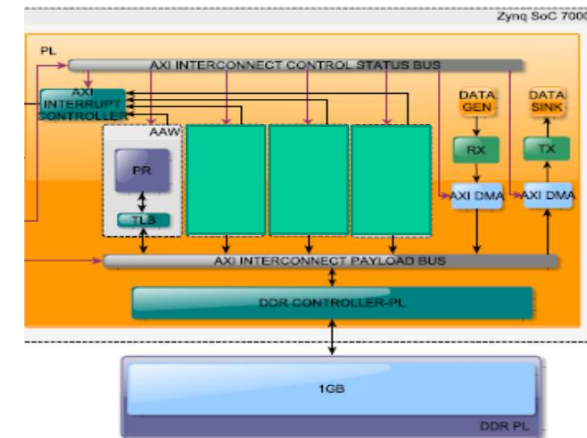 Zynq SoC 7000
PL
AXI INTERCONNECT CONTROL STATUS BUS
AXI
INTERRUPT
CONTROLLER
DATA
GEN
DATA
SINK
AAW
RX
TX
PR
AXI DMA
AXI DMA
TLB
AXI INTERCONNECT PAYLOAD BUS
DDR CONTROLLER-PL
1GB
DDR PL